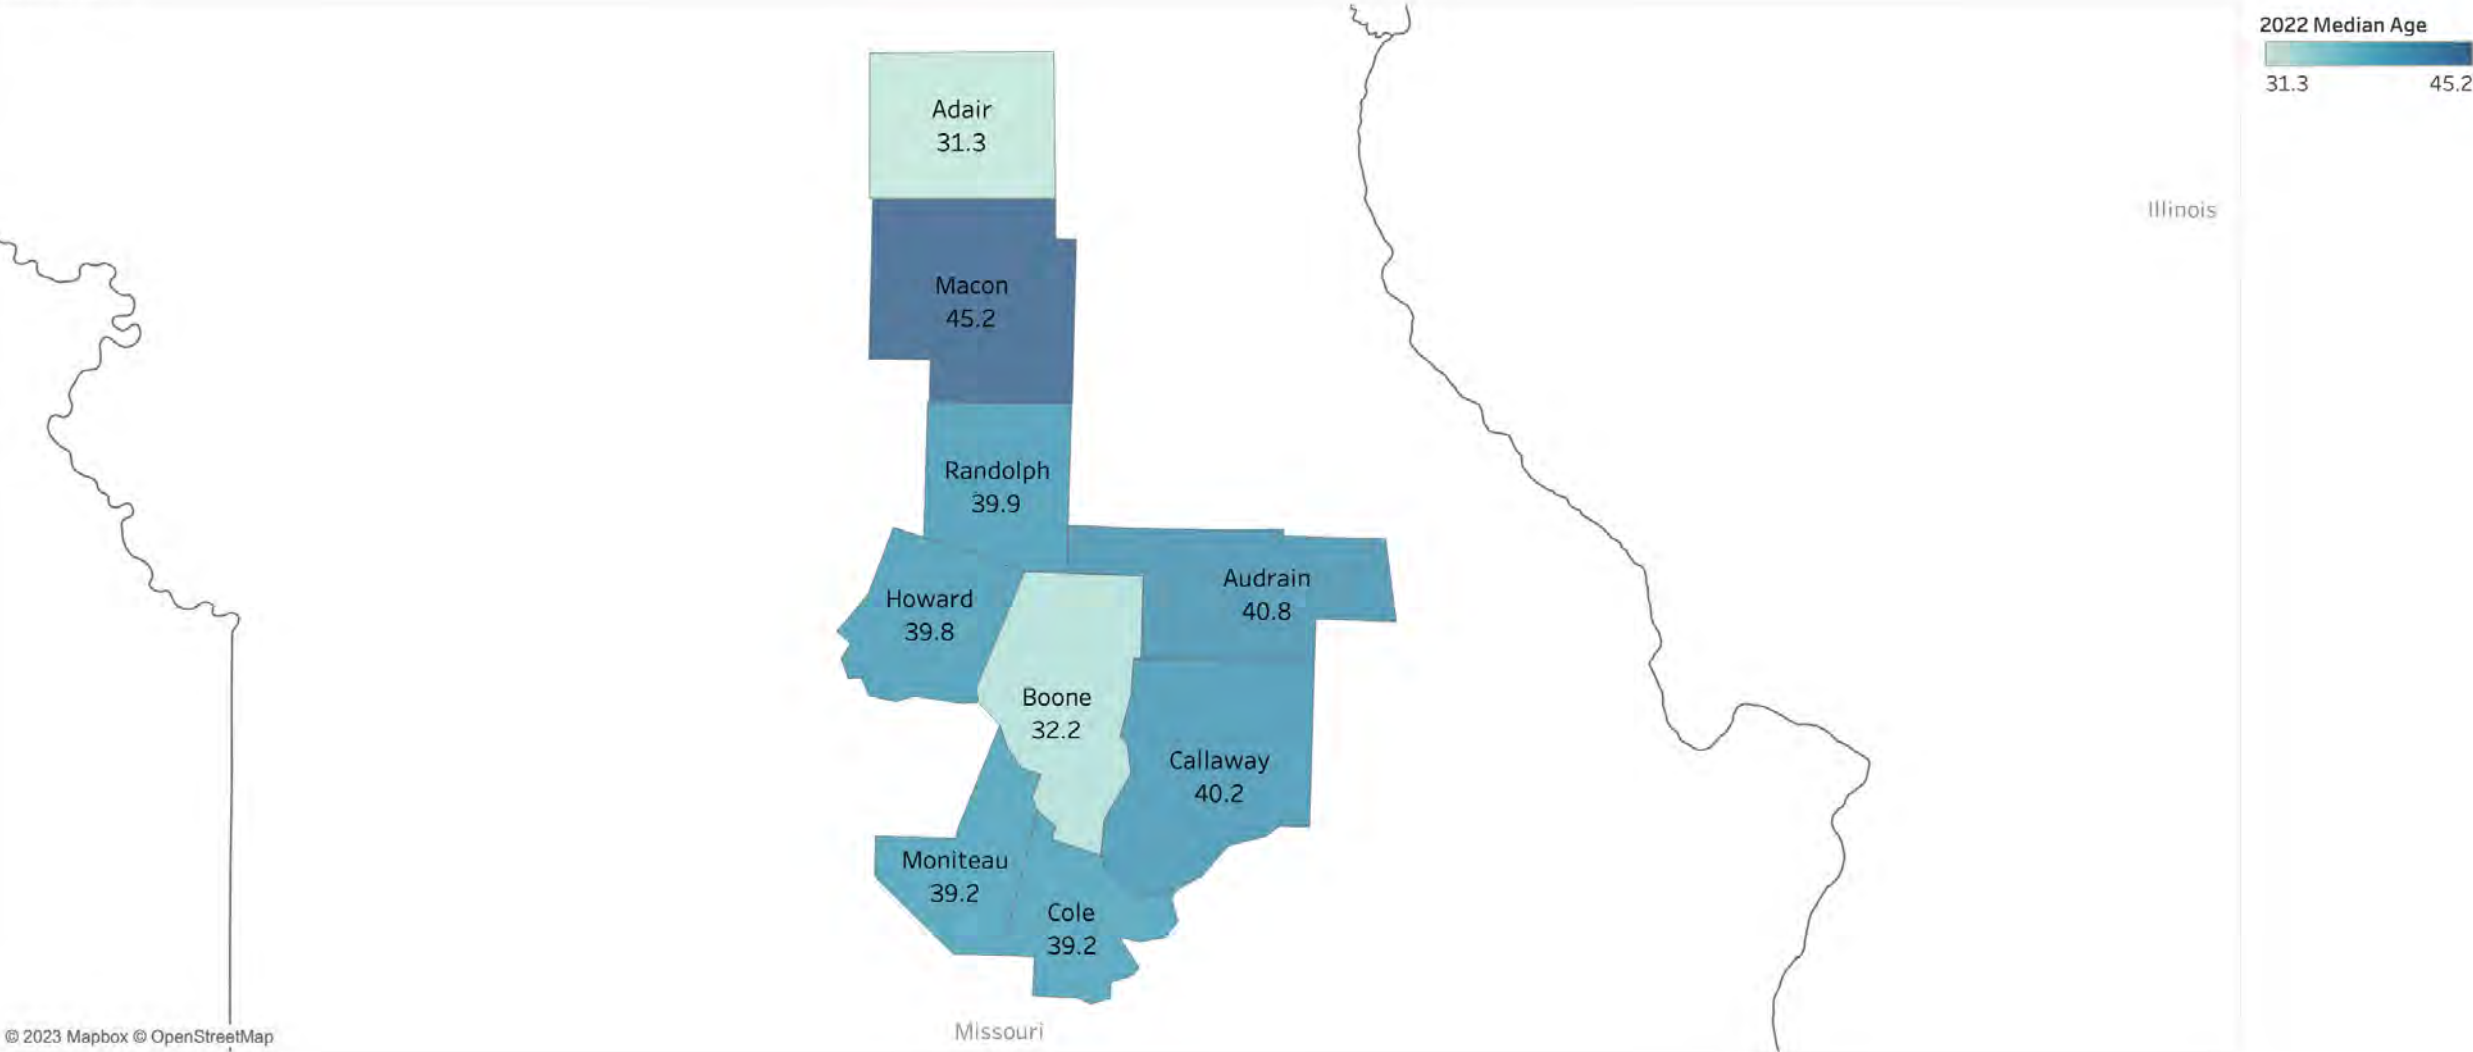 2022 Median Age
31.3 45.2
Adair
31.3
Illinois
Macon
45.2
Randolph
39.9
Audrain
40.8
Howard
39.8
Boone
32.2
Callaway
40.2
Moniteau
39.2
Cole
39.2
Missouri
© 2023 Mapbox © OpenStreetMap